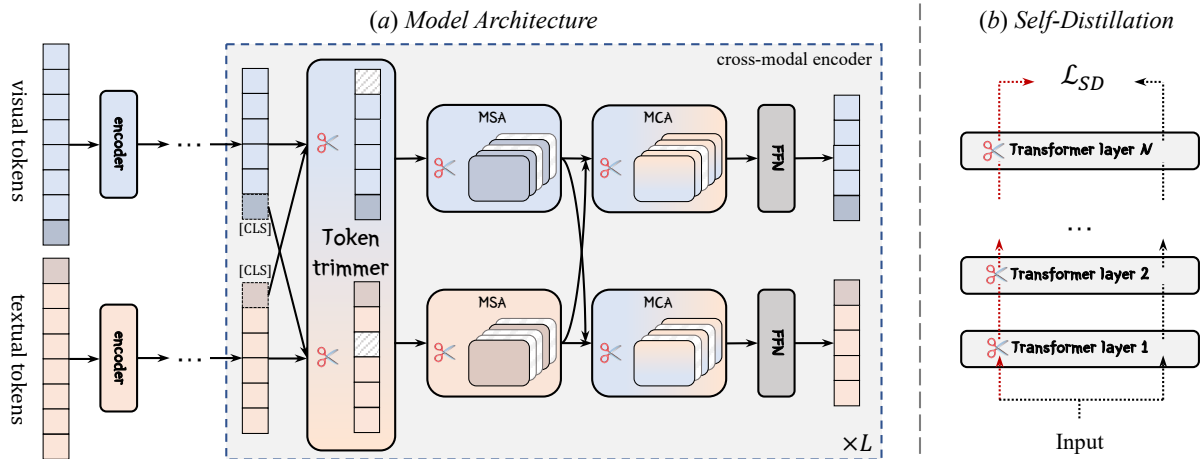 (a) Model Architecture
cross-modal encoder
visual tokens
encoder
...
[CLS]
[CLS]
Token
trimmer
MSA
MCA
FFN
textual tokens
encoder
...
MSA
MCA
FFN
×L
(b) Self-Distillation
ℒSD
Transformer layer N
...
Transformer layer 2
Transformer layer 1
Input